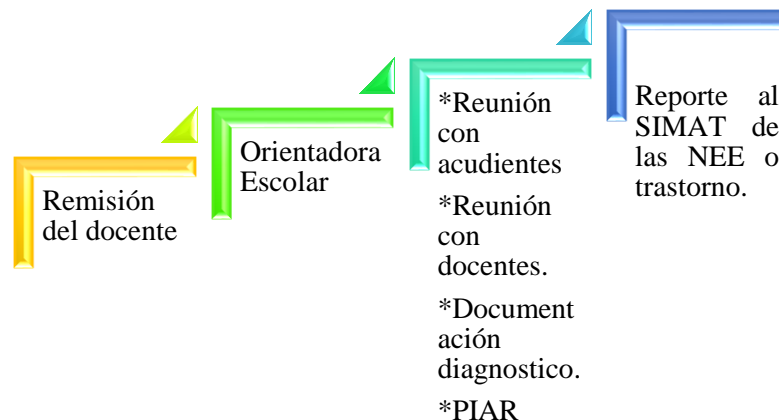 Remisión
del docente
Orientadora
Escolar
*Reunión
con
acudientes
*Reunión
con
docentes.
*Document
ación
diagnostico.
*PIAR
Reporte al
SIMAT de
las NEE o
trastorno.